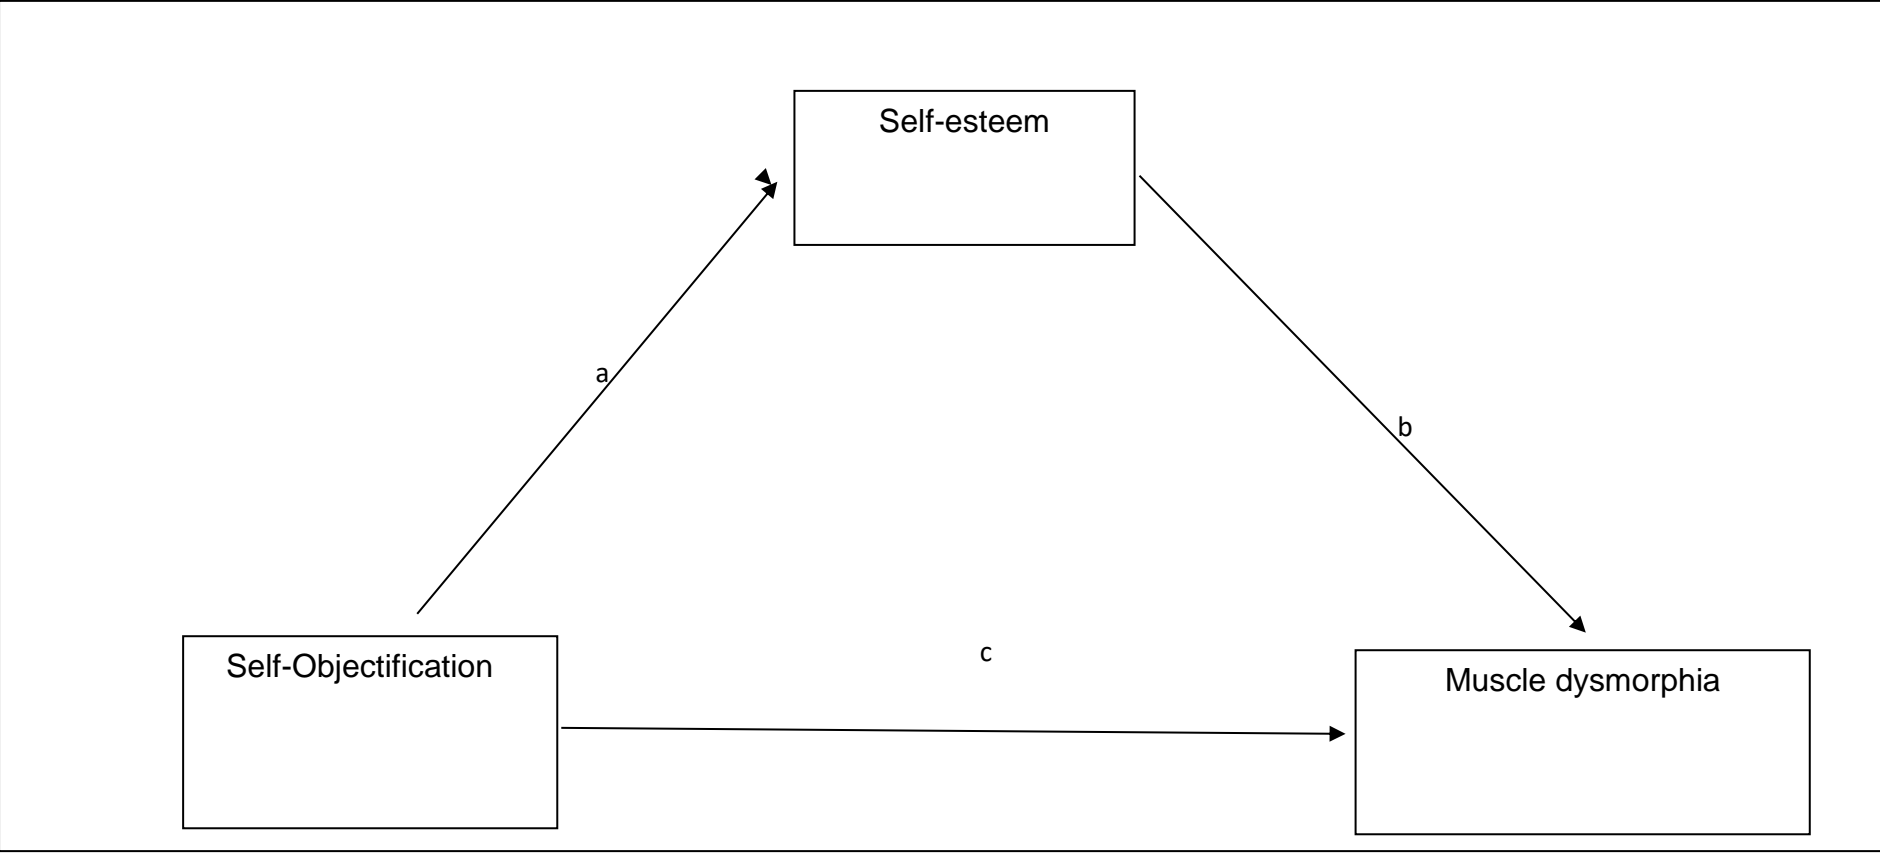 Self-esteem
a
b
c
Self-Objectification
Muscle dysmorphia